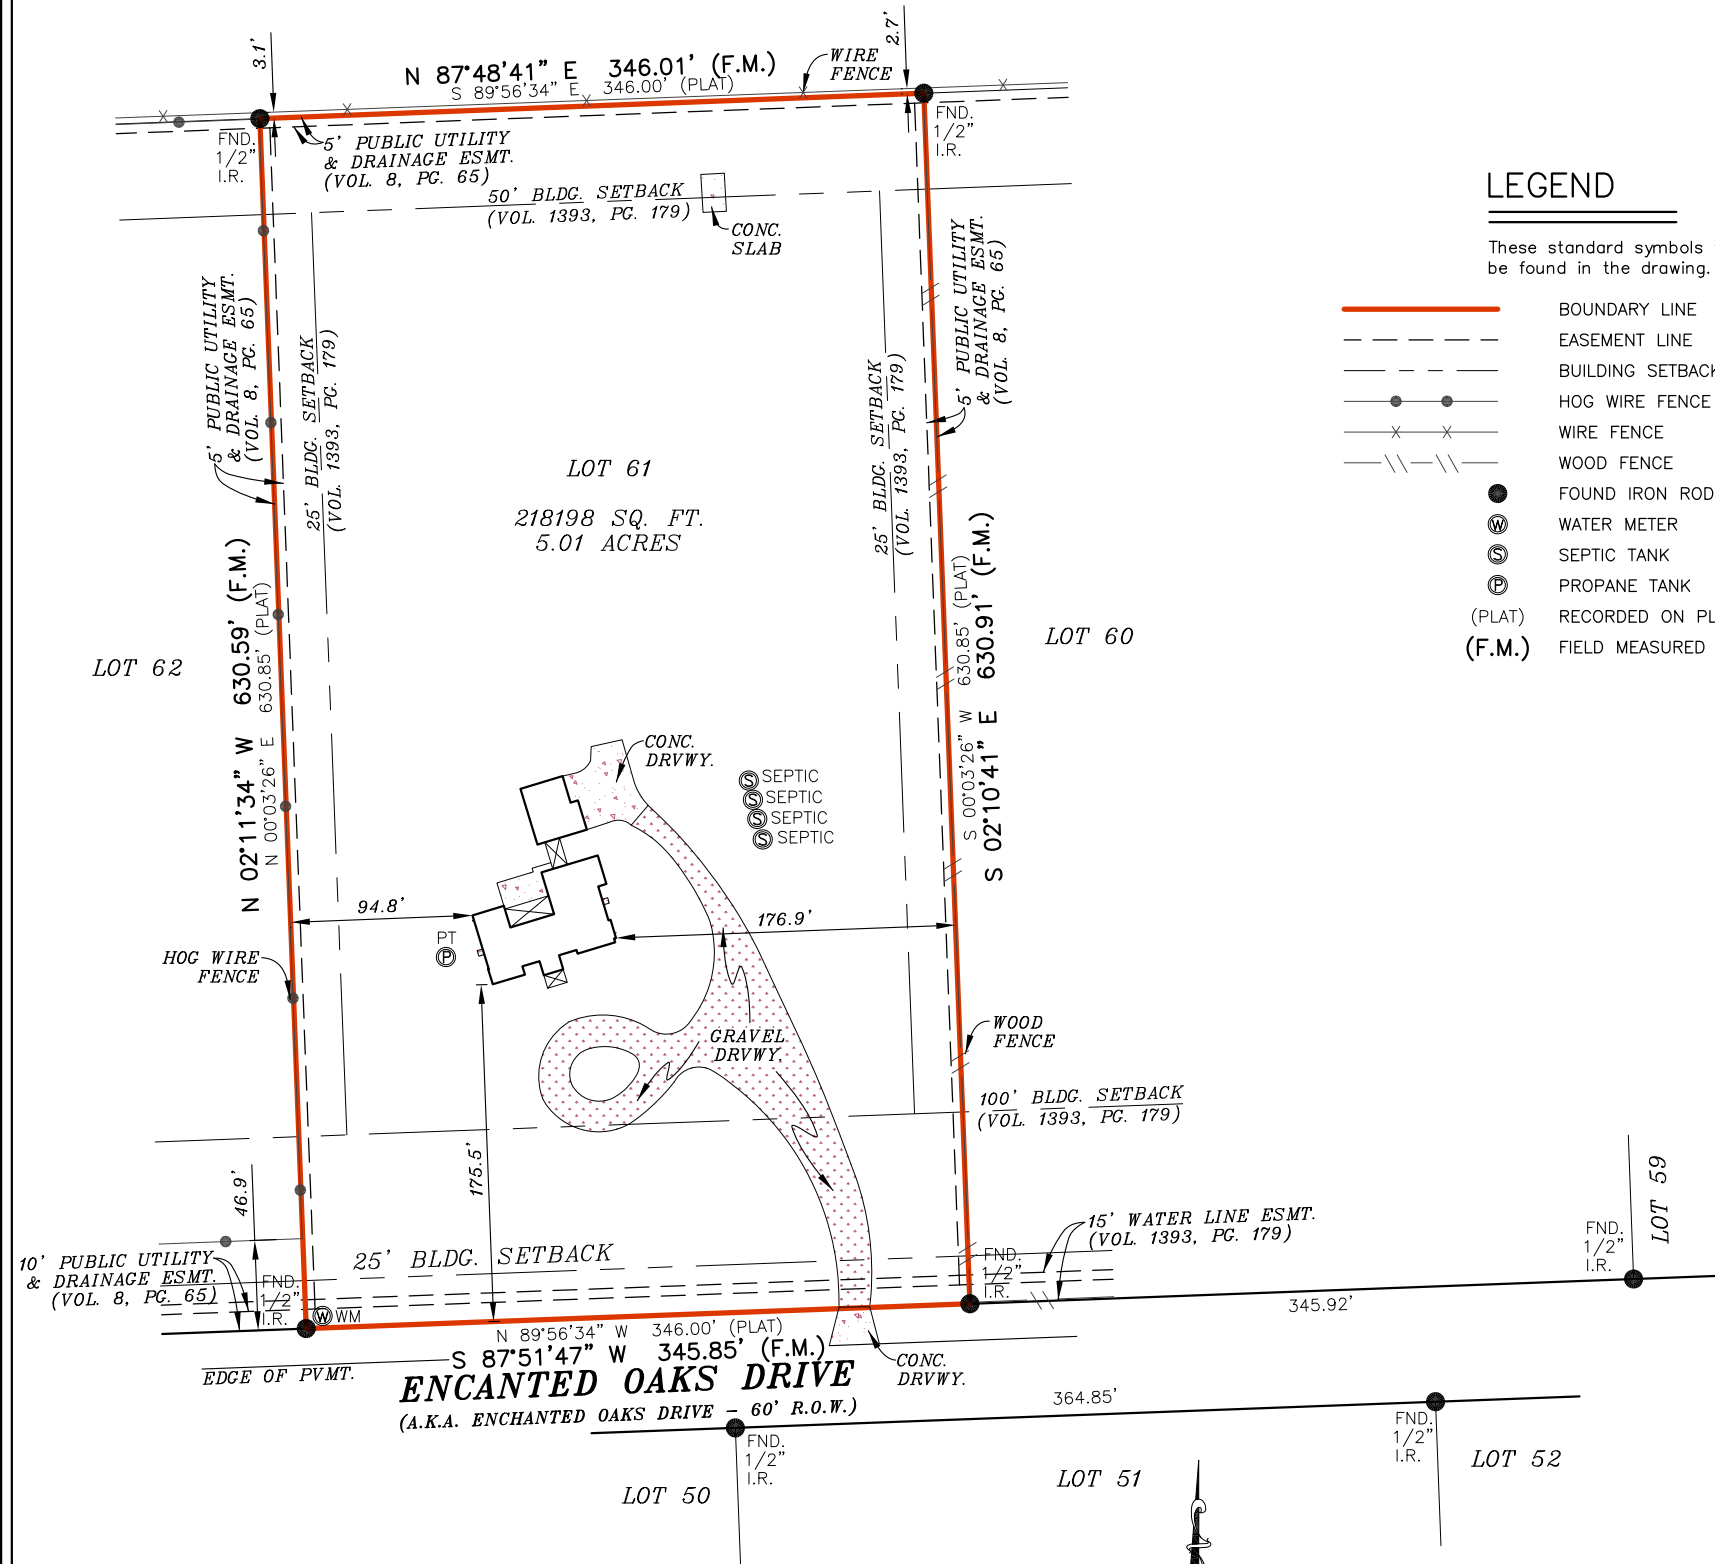 3.1'
2.7'
N 87°48'41" E 346.01' (F.M.)
S 89°56'34" E 346.00' (PLAT)
WIRE
FENCE
FND.
1/2"
I.R.
5' PUBLIC UTILITY
& DRAINAGE ESMT.
(VOL. 8, PG. 65)
FND.
1/2"
I.R.
50' BLDG. SETBACK
(VOL. 1393, PG. 179)
CONC.
SLAB
5' PUBLIC UTILITY
& DRAINAGE ESMT.
(VOL. 8, PG. 65)
25' BLDG. SETBACK
(VOL. 1393, PG. 179)
25' BLDG. SETBACK
(VOL. 1393, PG. 179)
5' PUBLIC UTILITY
& DRAINAGE ESMT.
(VOL. 8, PG. 65)
LOT 61
218198 SQ. FT.
5.01 ACRES
N 02°11'34" W 630.59' (F.M.)
N 00°03'26" E 630.85' (PLAT)
S 00°03'26" W 630.85' (PLAT)
S 02°10'41" E 630.91' (F.M.)
LOT 62
LOT 60
CONC.
DRVWY.
SEPTIC
SEPTIC
SEPTIC
SEPTIC
94.8'
176.9'
PT
HOG WIRE
FENCE
GRAVEL
DRVWY.
WOOD
FENCE
100' BLDG. SETBACK
(VOL. 1393, PG. 179)
175.5'
46.9'
10' PUBLIC UTILITY
& DRAINAGE ESMT.
(VOL. 8, PG. 65)
25' BLDG. SETBACK
15' WATER LINE ESMT.
(VOL. 1393, PG. 179)
FND.
1/2"
I.R.
WM
FND.
1/2"
I.R.
FND.
1/2"
I.R.
LOT 59
345.92'
N 89°56'34" W 346.00' (PLAT)
S 87°51'47" W 345.85' (F.M.)
EDGE OF PVMT.
ENCANTED OAKS DRIVE
(A.K.A. ENCHANTED OAKS DRIVE – 60' R.O.W.)
CONC.
DRVWY.
364.85'
FND.
1/2"
I.R.
FND.
1/2"
I.R.
LOT 50
LOT 51
LOT 52
LEGEND
These standard symbols
be found in the drawing.
BOUNDARY LINE
EASEMENT LINE
BUILDING SETBACK
HOG WIRE FENCE
WIRE FENCE
WOOD FENCE
FOUND IRON ROD
W WATER METER
S SEPTIC TANK
P PROPANE TANK
(PLAT) RECORDED ON
(F.M.) FIELD MEASURED